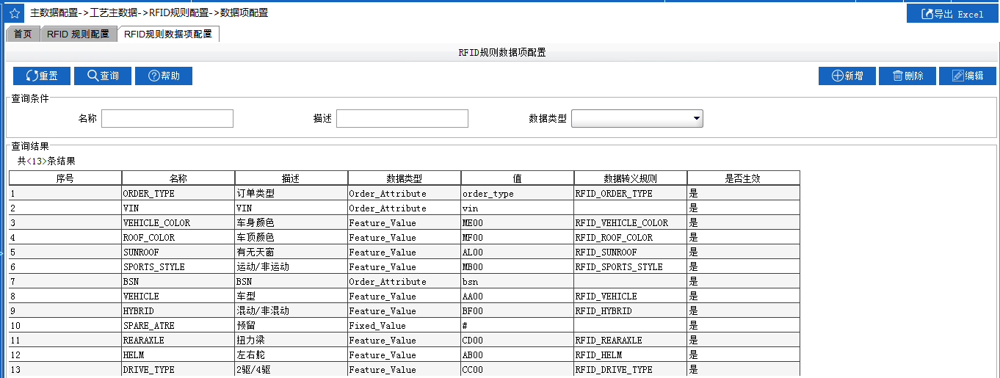 主数据配置->工艺主数据->RFID规则配置->数据项配置
导出 Excel
首页 RFID 规则配置 RFID规则数据项配置
RFID规则数据项配置
重置 查询 帮助 新增 删除 编辑
查询条件
名称 描述 数据类型
查询结果
共<13>条结果
序号 名称 描述 数据类型 值 数据转义规则 是否生效
1 ORDER_TYPE 订单类型 Order_Attribute order_type RFID_ORDER_TYPE 是
2 VIN VIN Order_Attribute vin 是
3 VEHICLE_COLOR 车身颜色 Feature_Value ME00 RFID_VEHICLE_COLOR 是
4 ROOF_COLOR 车顶颜色 Feature_Value MF00 RFID_ROOF_COLOR 是
5 SUNROOF 有无天窗 Feature_Value AL00 RFID_SUNROOF 是
6 SPORTS_STYLE 运动/非运动 Feature_Value MB00 RFID_SPORTS_STYLE 是
7 BSN BSN Order_Attribute bsn 是
8 VEHICLE 车型 Feature_Value AA00 RFID_VEHICLE 是
9 HYBRID 混动/非混动 Feature_Value BF00 RFID_HYBRID 是
10 SPARE_ATRE 预留 Fixed_Value # 是
11 REARAXLE 扭力梁 Feature_Value CD00 RFID_REARAXLE 是
12 HELM 左右舵 Feature_Value AB00 RFID_HELM 是
13 DRIVE_TYPE 2驱/4驱 Feature_Value CC00 RFID_DRIVE_TYPE 是